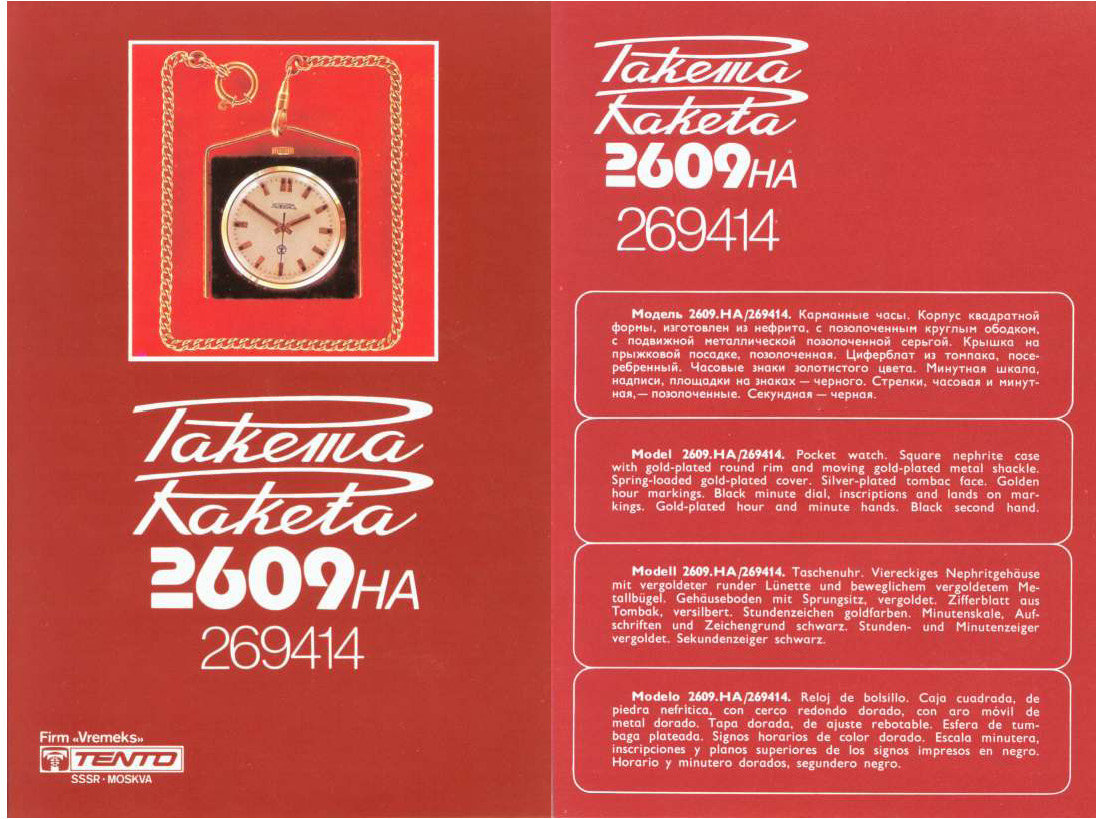 Ракета
Raketa
2609НА
269414
Firm «Vremeks»
TENTO
SSSR · MOSKVA
Ракета
Raketa
2609НА
269414
Модель 2609.НА/269414. Карманные часы. Корпус квадратной
формы, изготовлен из нефрита, с позолоченным круглым ободком,
с подвижной металлической позолоченной серьгой. Крышка на
прыжковой посадке, позолоченная. Циферблат из томпака, посе-
ребренный. Часовые знаки золотистого цвета. Минутная шкала,
надписи, площадки на знаках — черного. Стрелки, часовая и минут-
ная,— позолоченные. Секундная — черная.
Model 2609.HA/269414. Pocket watch. Square nephrite case
with gold-plated round rim and moving gold-plated metal shackle.
Spring-loaded gold-plated cover. Silver-plated tombac face. Golden
hour markings. Black minute dial, inscriptions and lands on mar-
kings. Gold-plated hour and minute hands. Black second hand.
Modell 2609.HA/269414. Taschenuhr. Viereckiges Nephritgehäuse
mit vergoldeter runder Lünette und beweglichem vergoldetem Me-
tallbügel. Gehäuseboden mit Sprungsitz, vergoldet. Zifferblatt aus
Tombak, versilbert. Stundenzeichen goldfarben. Minutenskale, Auf-
schriften und Zeichengrund schwarz. Stunden- und Minutenzeiger
vergoldet. Sekundenzeiger schwarz.
Modelo 2609.HA/269414. Reloj de bolsillo. Caja cuadrada, de
piedra nefrítica, con cerco redondo dorado, con aro móvil de
metal dorado. Tapa dorada, de ajuste rebotable. Esfera de tum-
baga plateada. Signos horarios de color dorado. Escala minutera,
inscripciones y planos superiores de los signos impresos en negro.
Horario y minutero dorados, segundero negro.